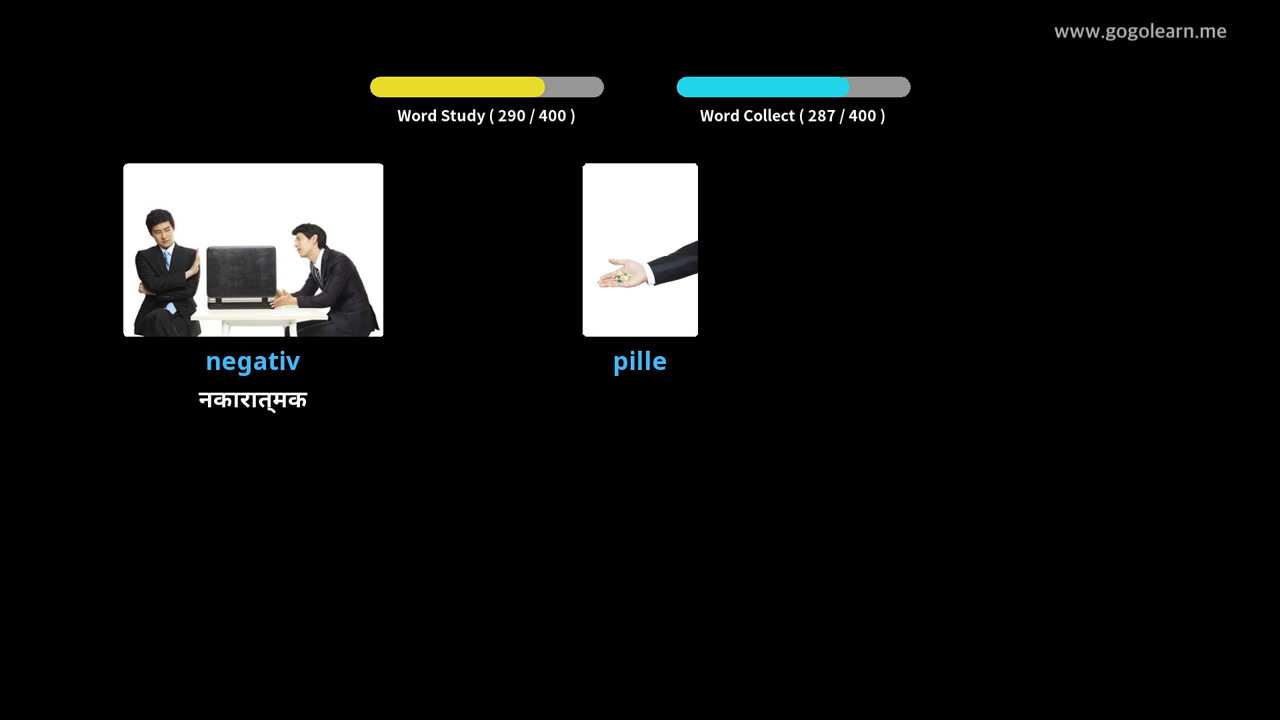 www.gogolearn.me
Word Study ( 290 / 400 )
Word Collect ( 287 / 400 )
negativ
pille
नकारात्मक